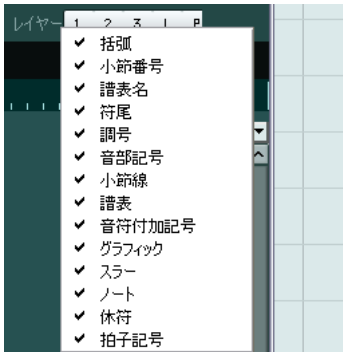 レイヤー 1 2 3 L P
括弧
小節番号
譜表名
符尾
調号
音部記号
小節線
譜表
音符付加記号
グラフィック
スラー
ノート
休符
拍子記号